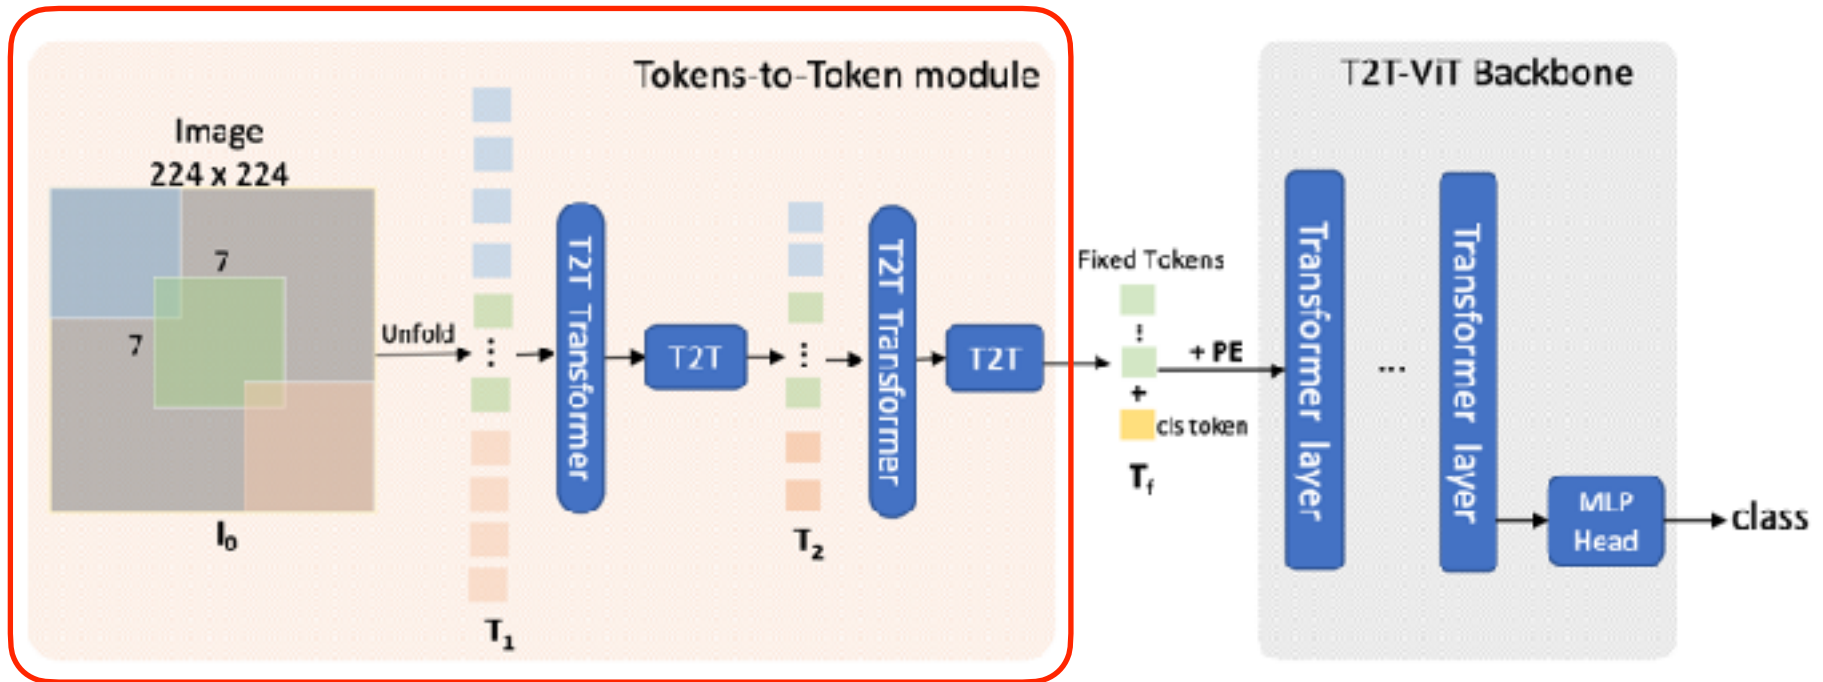 Tokens-to-Token module
Image
224 x 224
7
7
I0
Unfold
T1
T2T Transformer
T2T
T2
T2T Transformer
T2T
Fixed Tokens
+
cls token
Tf
+ PE
T2T-ViT Backbone
Transformer layer
...
Transformer layer
MLP
Head
class